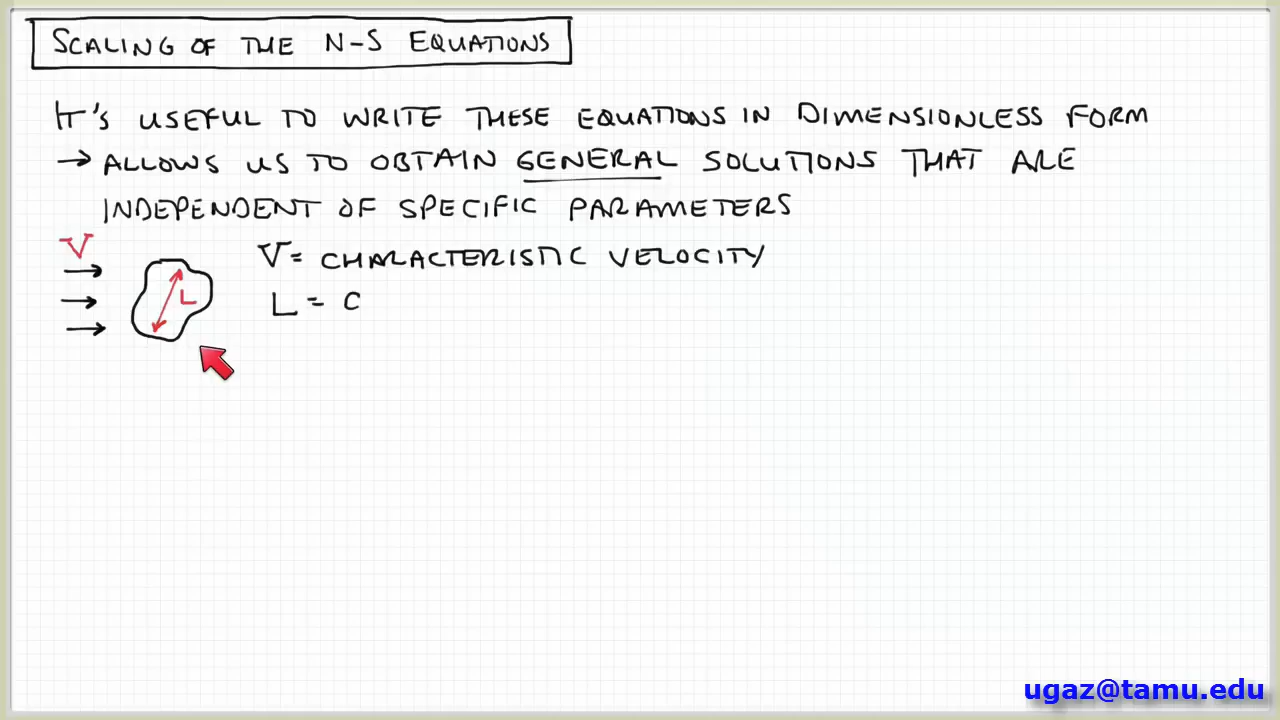 SCALING OF THE N-S EQUATIONS
IT'S USEFUL TO WRITE THESE EQUATIONS IN DIMENSIONLESS FORM
→ ALLOWS US TO OBTAIN GENERAL SOLUTIONS THAT ARE
INDEPENDENT OF SPECIFIC PARAMETERS
V
L
V = CHARACTERISTIC VELOCITY
L = C
ugaz@tamu.edu